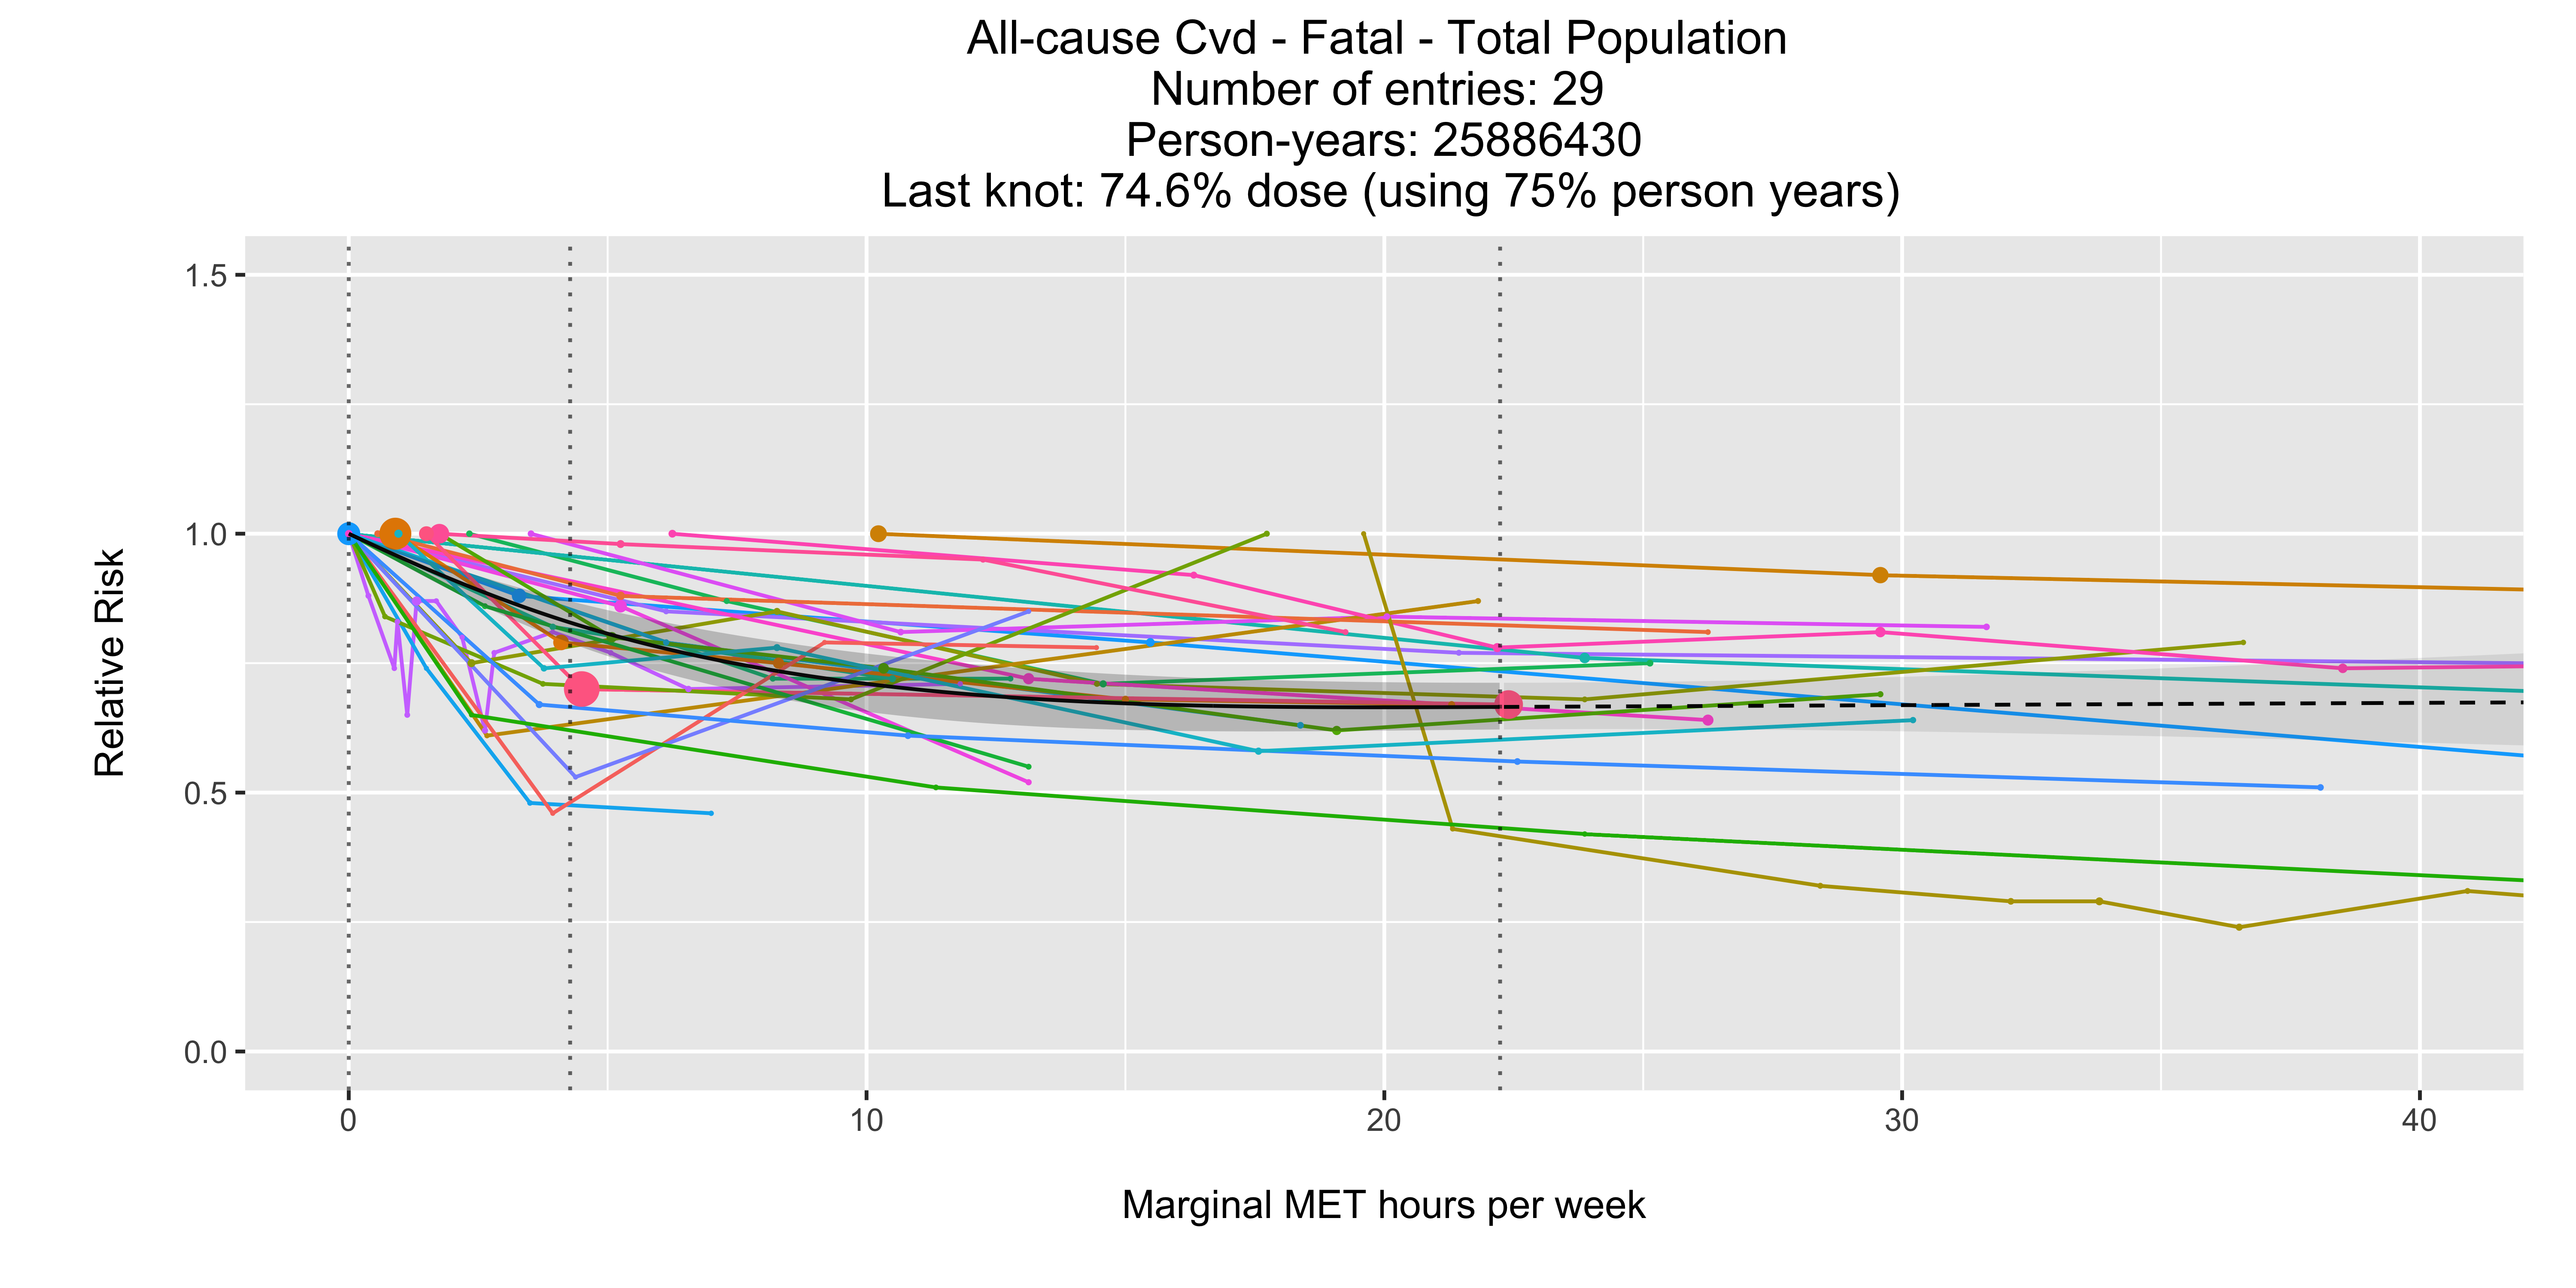 All-cause Cvd - Fatal - Total Population
Number of entries: 29
Person-years: 25886430
Last knot: 74.6% dose (using 75% person years)
1.5
1.0
0.5
0.0
Relative Risk
0 10 20 30 40
Marginal MET hours per week